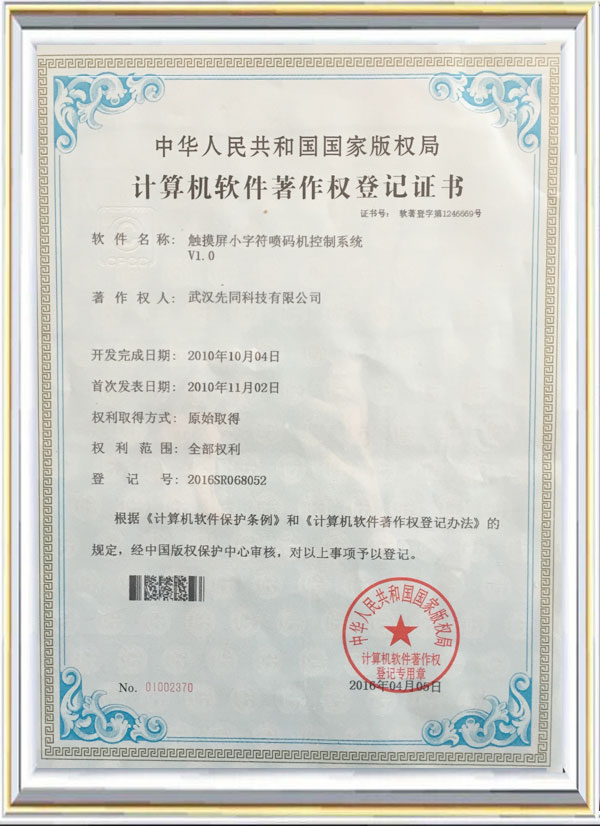 中华人民共和国国家版权局
计算机软件著作权登记证书
证书号： 软著登字第1246669号
软件名称： 触摸屏小字符喷码机控制系统
V1.0
著作权人： 武汉先同科技有限公司
开发完成日期： 2010年10月04日
首次发表日期： 2010年11月02日
权利取得方式： 原始取得
权利范围： 全部权利
登记号： 2016SR068052
根据《计算机软件保护条例》和《计算机软件著作权登记办法》的
规定，经中国版权保护中心审核，对以上事项予以登记。
中华人民共和国国家版权局
计算机软件著作权
登记专用章
No. 01002370
2016年04月05日
CPCC